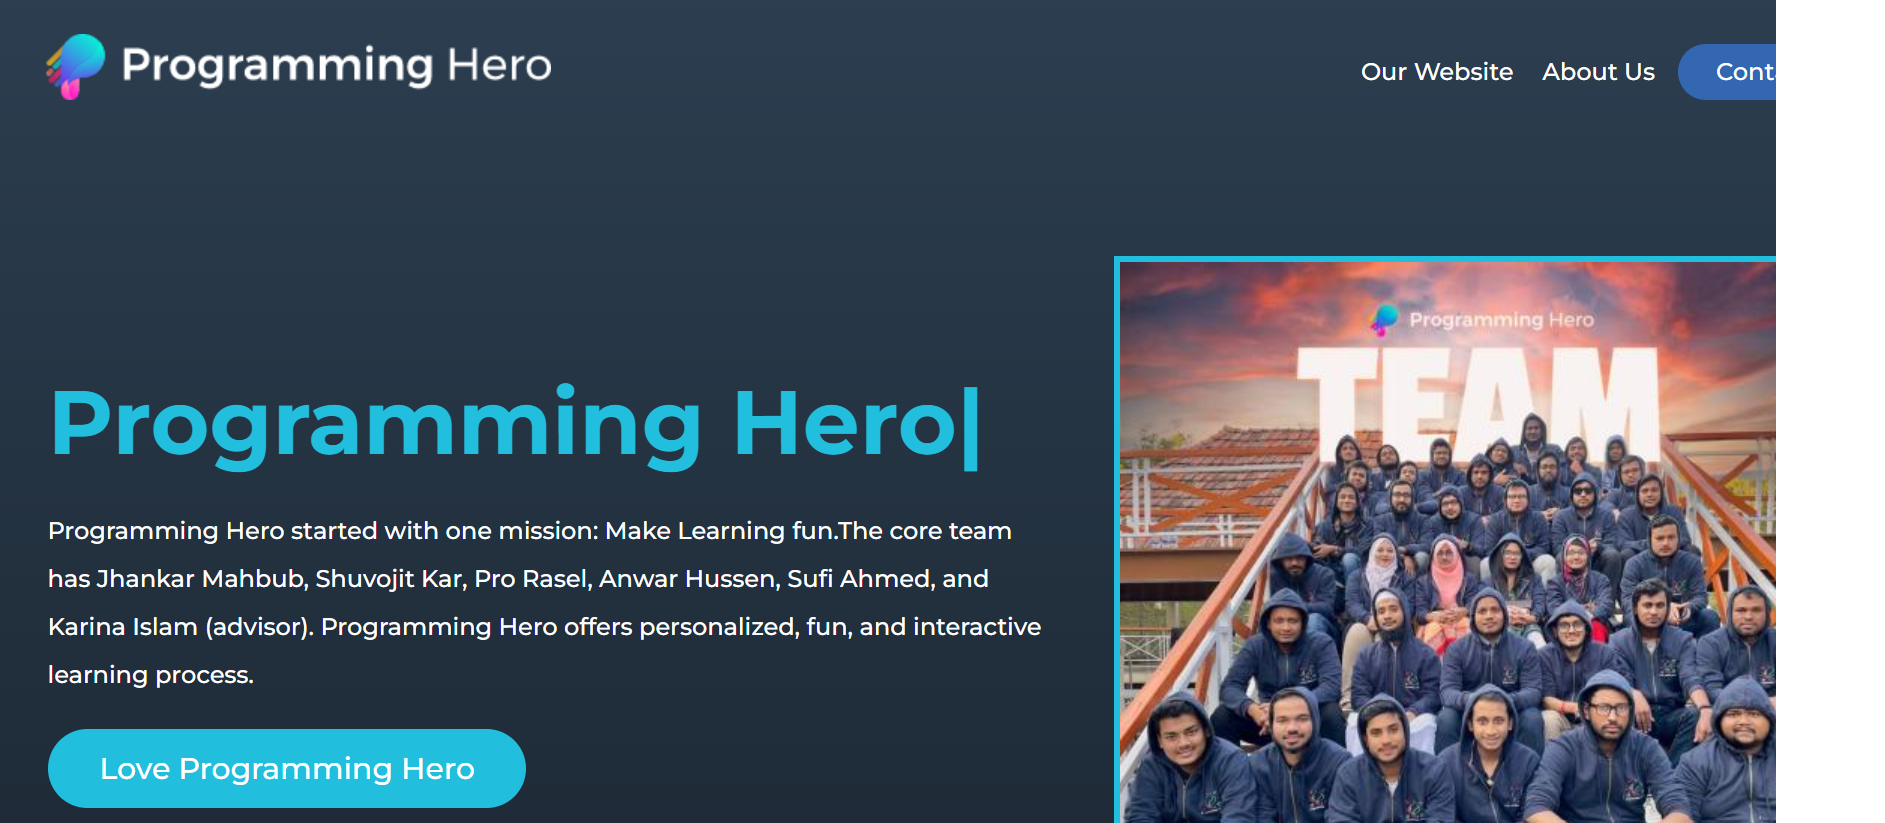 Programming Hero
Our Website About Us
Programming Hero
Programming Hero started with one mission: Make Learning fun.The core team
has Jhankar Mahbub, Shuvojit Kar, Pro Rasel, Anwar Hussen, Sufi Ahmed, and
Karina Islam (advisor). Programming Hero offers personalized, fun, and interactive
learning process.
Love Programming Hero
Programming Hero
TEAM